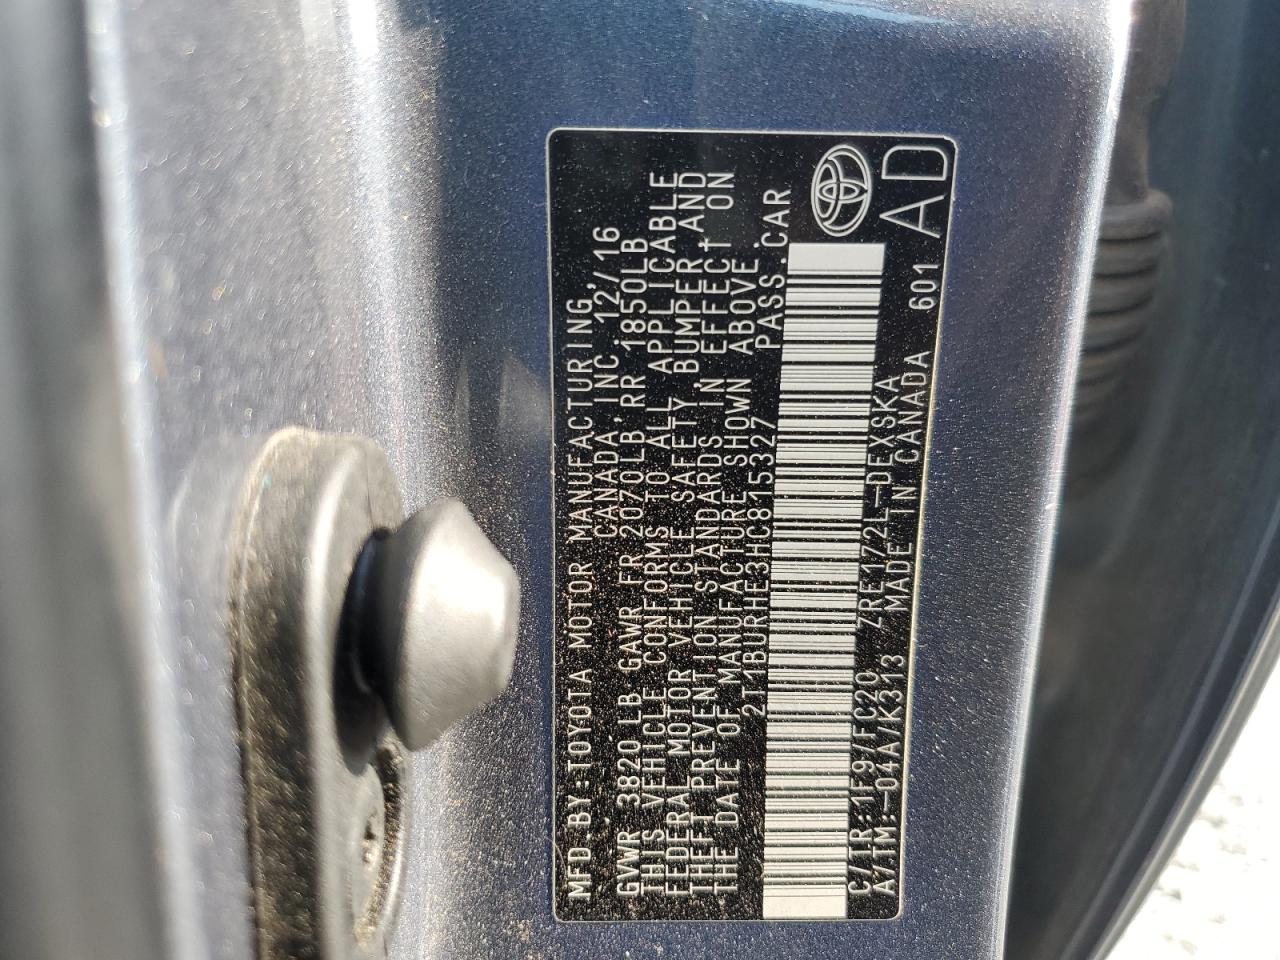 MFD.BY:TOYOTA MOTOR MANUFACTURING,
CANADA, INC. 12/16
GVWR 3820LB GAWR FR 2070LB,RR 1850LB
THIS VEHICLE CONFORMS TO ALL APPLICABLE
FEDERAL MOTOR VEHICLE SAFETY,BUMPER,AND
THEFT PREVENTION STANDARDS IN EFFECT ON
THE DATE OF MANUFACTURE SHOWN ABOVE.
2T1BURHE3HC815327 PASS.CAR
C/TR:1F9/FC20 ZRE172L-DEXSKA
A/TM:-04A/K313 MADE IN CANADA 601 AD